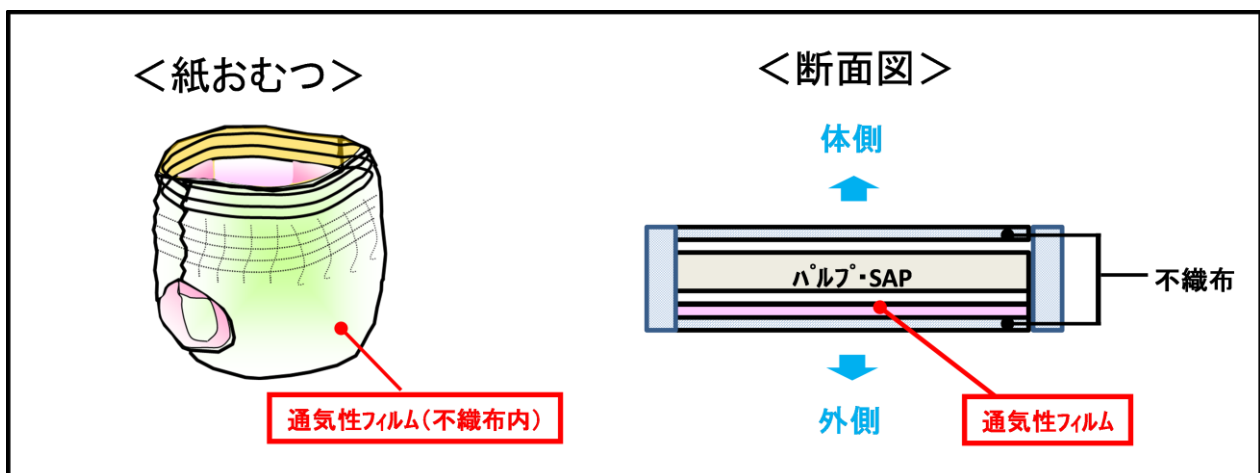 ＜紙おむつ＞
＜断面図＞
体側
ﾊﾟﾙﾌﾟ・SAP
不織布
通気性ﾌｨﾙﾑ（不織布内）
外側
通気性ﾌｨﾙﾑ